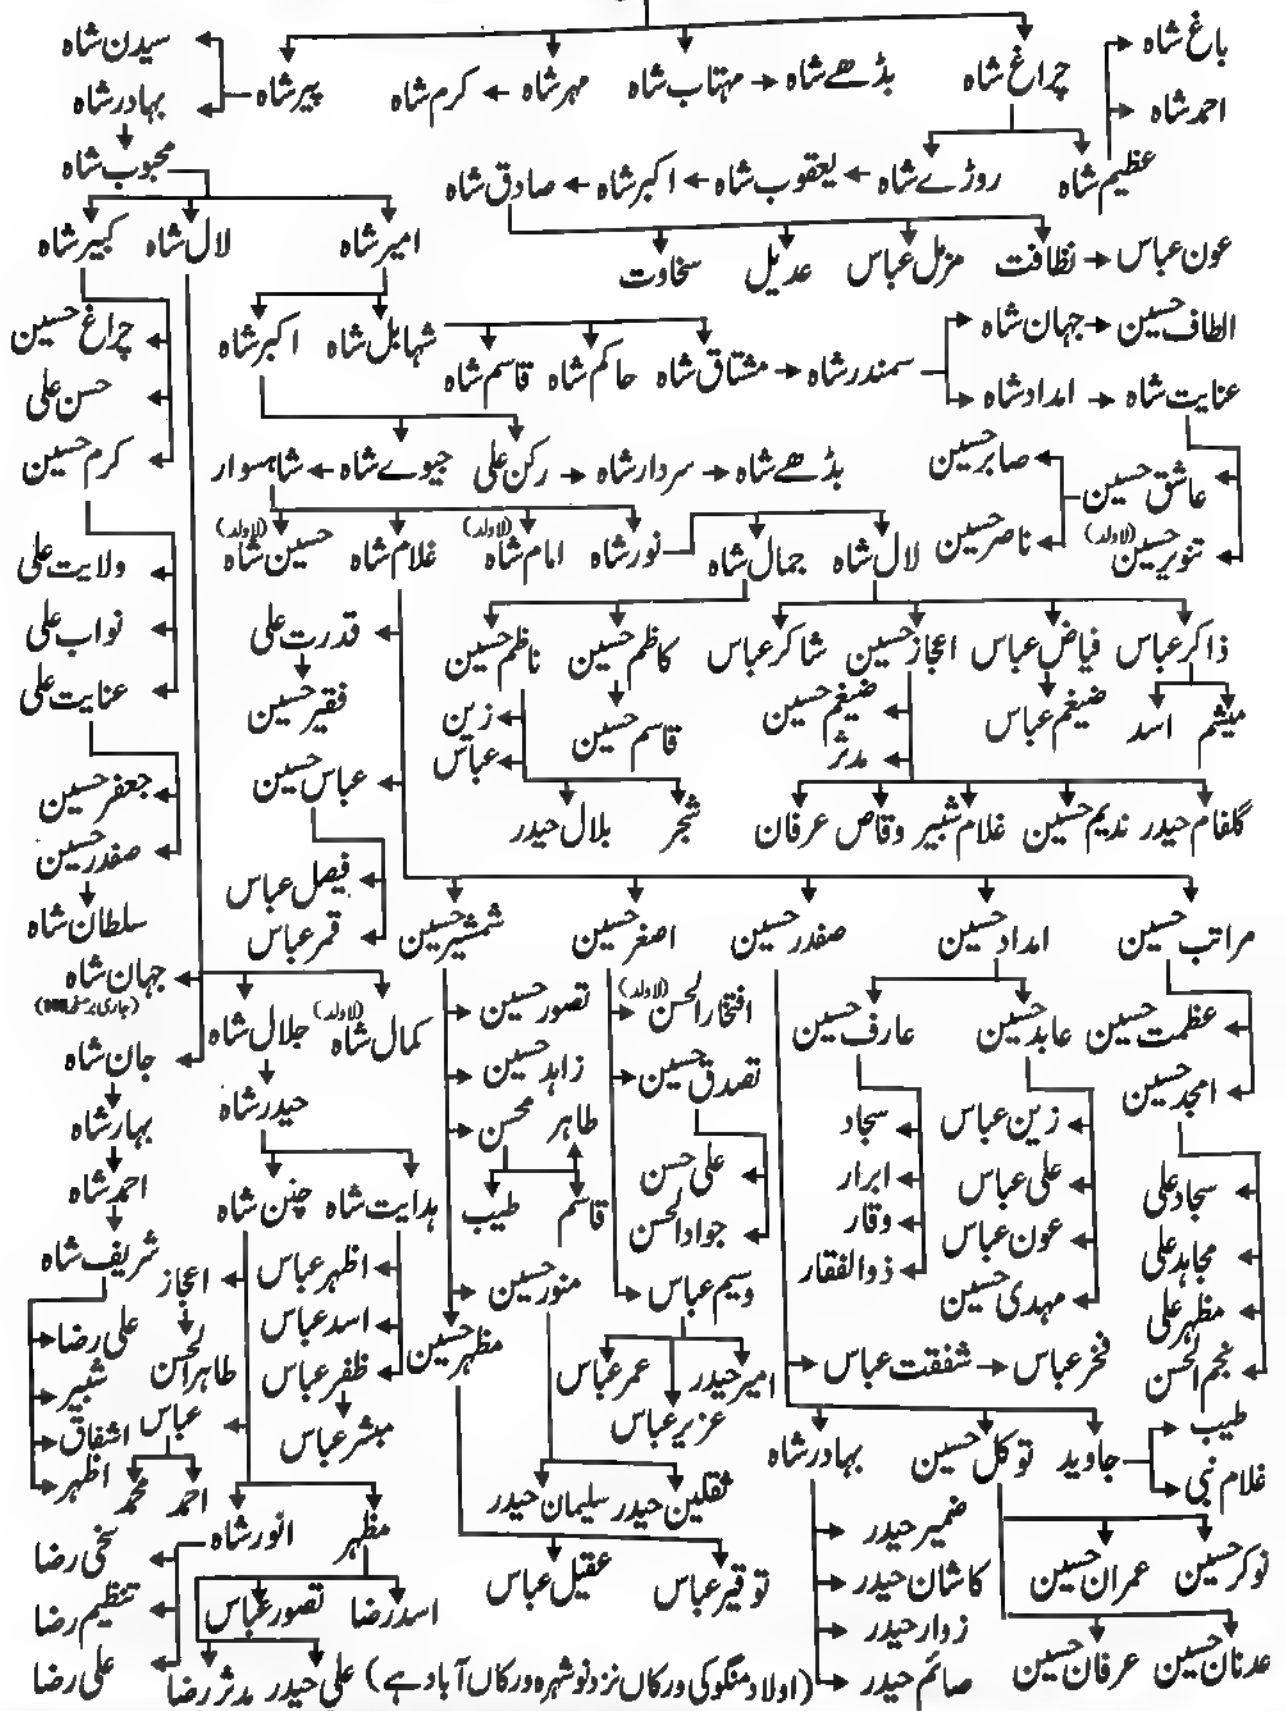 باغ شاہ
سیدن شاہ
چراغ شاہ بڈھے شاہ مہتاب شاہ مہر شاہ کرم شاہ پیر شاہ بہادر شاہ
احمد شاہ
عظیم شاہ روڑے شاہ یعقوب شاہ اکبر شاہ صادق شاہ محبوب شاہ
عون عباس نظافت مزمل عباس عدیل سخاوت امیر شاہ لال شاہ کبیر شاہ
الطاف حسین جہان شاہ شہابل شاہ اکبر شاہ چراغ حسین
سمندر شاہ مشتاق شاہ حاکم شاہ قاسم شاہ
عنایت شاہ امداد شاہ حسن علی
صابر حسین بڈھے شاہ سردار شاہ رکن علی جیوے شاہ شاہسوار کرم حسین
عاشق حسین
تنویر حسین (لاولد) ناصر حسین لال شاہ جمال شاہ نور شاہ امام شاہ (لاولد) غلام شاہ حسین شاہ (لاولد) ولایت علی
قدرت علی نواب علی
ذاکر عباس فیاض عباس اعجاز حسین شاکر عباس کاظم حسین ناظم حسین
عنایت علی
میثم اسد ضیغم عباس ضیغم حسین قاسم حسین زین فقیر حسین
مدثر عباس عباس حسین جعفر حسین
گلفام حیدر ندیم حسین غلام شبیر وقاص عرفان شجر بلال حیدر صفدر حسین
فیصل عباس
مراتب حسین امداد حسین صفدر حسین اصغر حسین شمشیر حسین قمر عباس سلطان شاہ
جہان شاہ
عظمت حسین عابد حسین عارف حسین افتخار الحسن (لاولد) تصور حسین کمال شاہ (لاولد) جلال شاہ
جان شاہ
امجد حسین تصدق حسین زاہد حسین حیدر شاہ
زین عباس سجاد طاہر محسن بہار شاہ
سجاد علی علی عباس ابرار علی حسن احمد شاہ
وقار جواد الحسن قاسم طیب ہدایت شاہ چنن شاہ
مجاہد علی عون عباس ذوالفقار اظہر عباس اعجاز شریف شاہ
مظہر علی مہدی حسین وسیم عباس منور حسین اسد عباس علی رضا
نجم الحسن فخر عباس شفقت عباس امیر حیدر عمر عباس مظہر حسین ظفر عباس طاہر الحسن شبیر
طیب عزیر عباس مبشر عباس عباس اشفاق
غلام نبی جاوید توکل حسین بہادر شاہ ثقلین حیدر سلیمان حیدر احمد محمد اظہر
ضمیر حیدر مظہر انور شاہ سخی رضا
نوکر حسین عمران حسین کاشان حیدر توقیر عباس عقیل عباس اسد رضا تصور عباس تنظیم رضا
زوار حیدر
عدنان حسین عرفان حسین صائم حیدر (اولاد منگو کی ورکاں نزد نوشہرہ ورکاں آباد ہے) علی حیدر مدثر رضا علی رضا